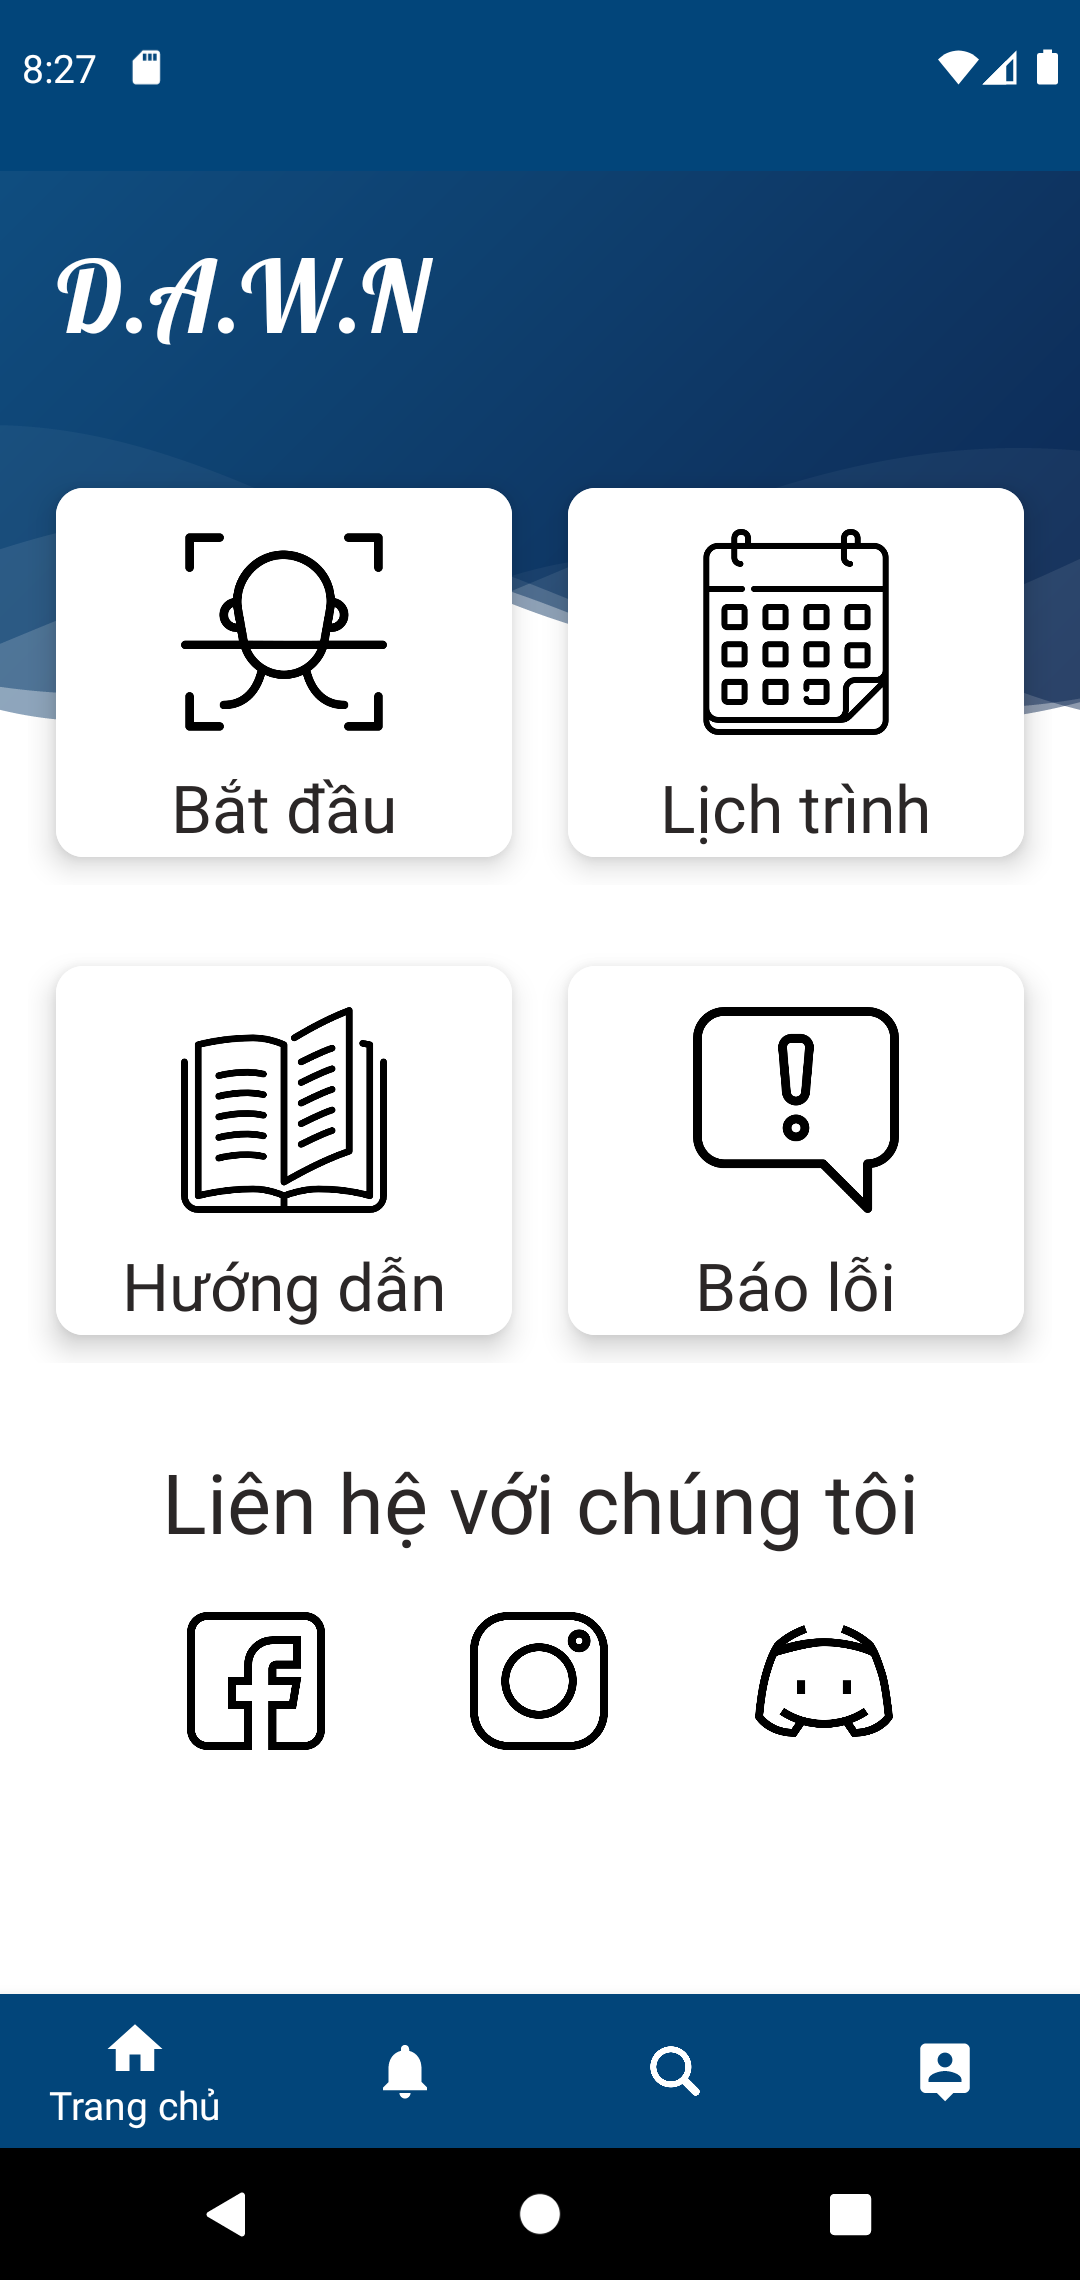 8:27
D.A.W.N
Bắt đầu
Lịch trình
Hướng dẫn
Báo lỗi
Liên hệ với chúng tôi
Trang chủ